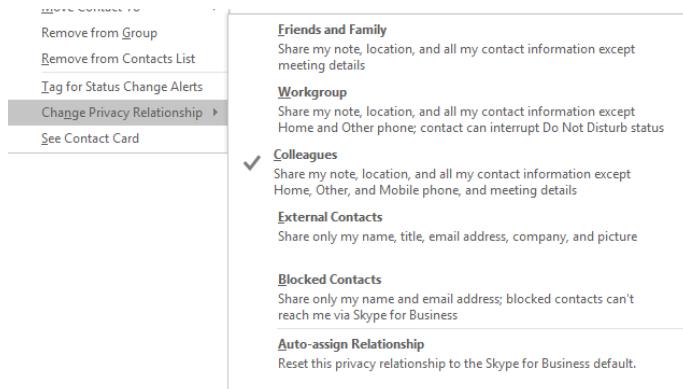 Move Contact To
Remove from Group
Remove from Contacts List
Tag for Status Change Alerts
Change Privacy Relationship
See Contact Card
Friends and Family
Share my note, location, and all my contact information except
meeting details
Workgroup
Share my note, location, and all my contact information except
Home and Other phone; contact can interrupt Do Not Disturb status
Colleagues
Share my note, location, and all my contact information except
Home, Other, and Mobile phone, and meeting details
External Contacts
Share only my name, title, email address, company, and picture
Blocked Contacts
Share only my name and email address; blocked contacts can't
reach me via Skype for Business
Auto-assign Relationship
Reset this privacy relationship to the Skype for Business default.